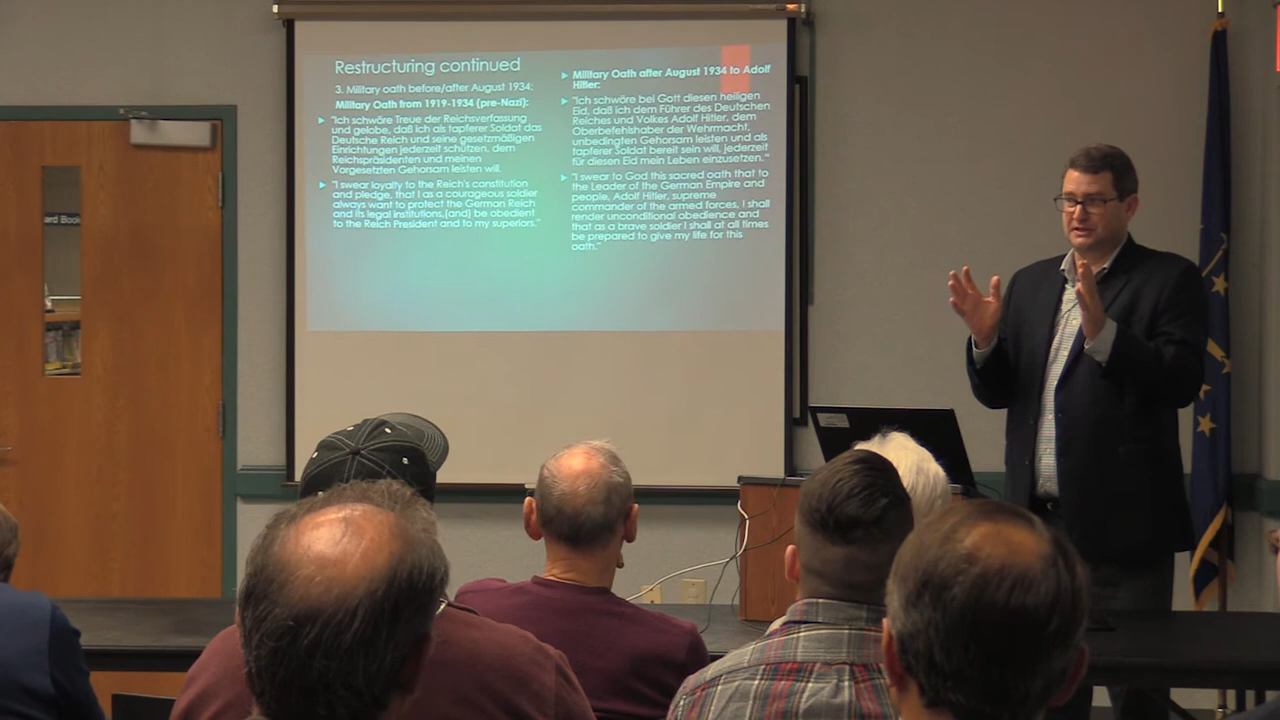 Restructuring continued
3. Military oath before/after August 1934:
Military Oath from 1919-1934 (pre-Nazi):
"Ich schwöre Treue der Reichsverfassung
und gelobe, daß ich als tapferer Soldat das
Deutsche Reich und seine gesetzmäßigen
Einrichtungen jederzeit schützen, dem
Reichspräsidenten und meinen
Vorgesetzten Gehorsam leisten will.
"I swear loyalty to the Reich's constitution
and pledge, that I as a courageous soldier
always want to protect the German Reich
and its legal institutions,(and) be obedient
to the Reich President and to my superiors."
Military Oath after August 1934 to Adolf
Hitler:
"Ich schwöre bei Gott diesen heiligen
Eid, daß ich dem Führer des Deutschen
Reiches und Volkes Adolf Hitler, dem
Oberbefehlshaber der Wehrmacht,
unbedingten Gehorsam leisten und als
tapferer Soldat bereit sein will, jederzeit
für diesen Eid mein Leben einzusetzen."
"I swear to God this sacred oath that to
the Leader of the German Empire and
people, Adolf Hitler, supreme
commander of the armed forces, I shall
render unconditional obedience and
that as a brave soldier I shall at all times
be prepared to give my life for this
oath."
ard Book